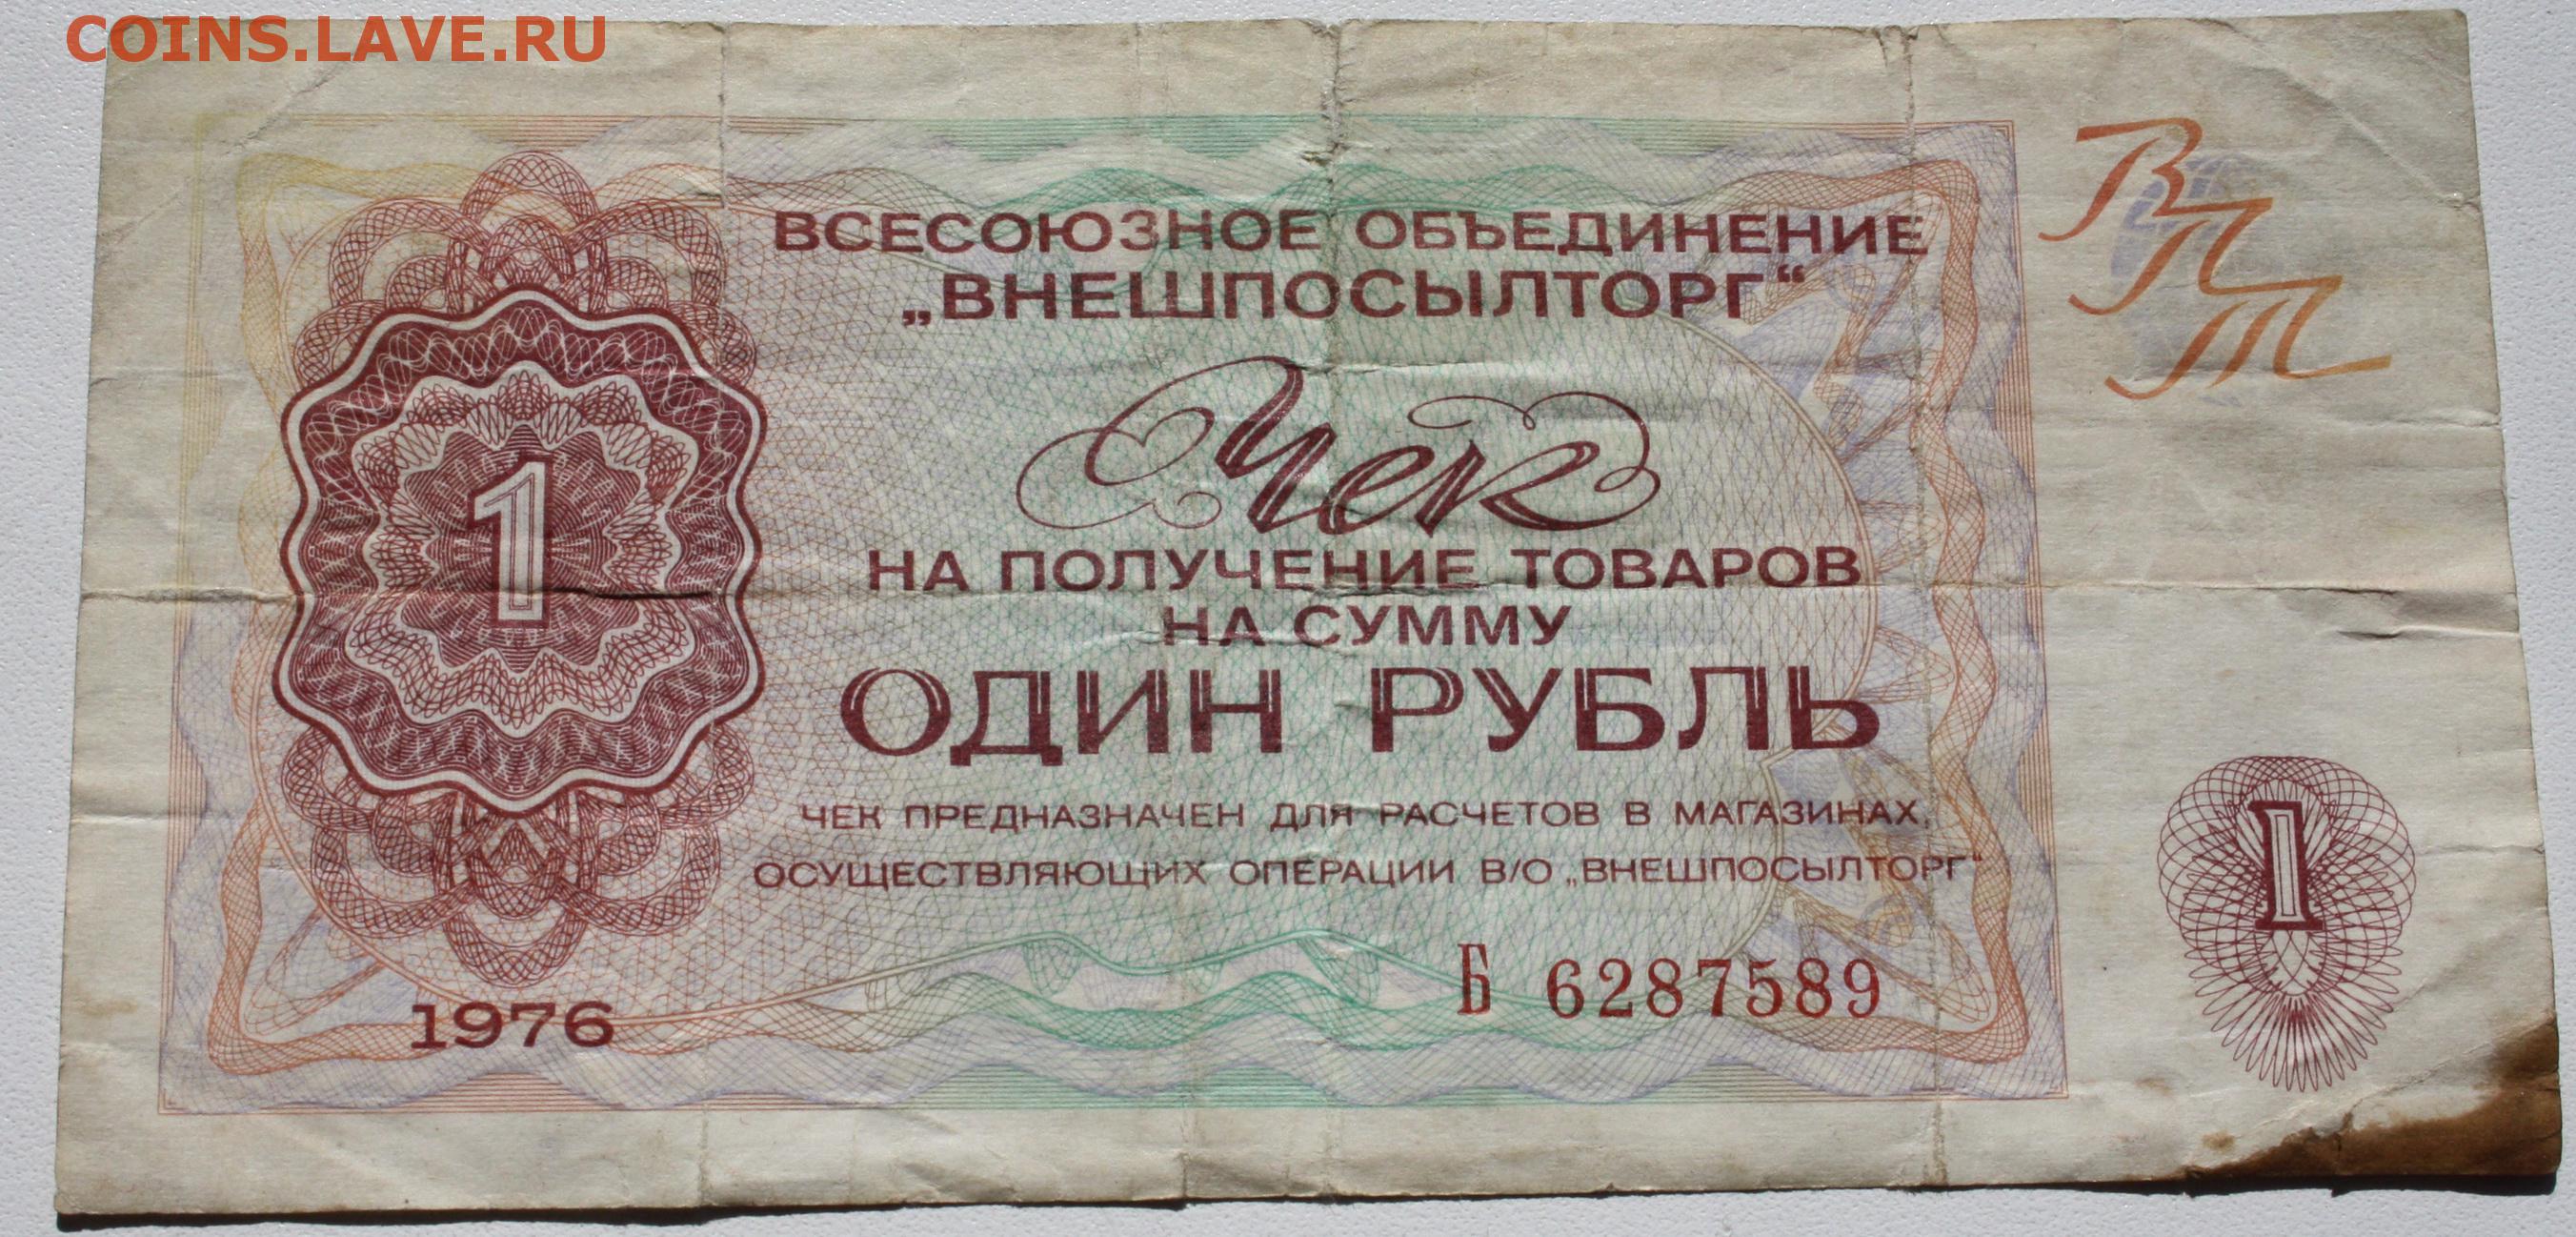 COINS.LAVE.RU
ВПТ
ВСЕСОЮЗНОЕ ОБЪЕДИНЕНИЕ
„ВНЕШПОСЫЛТОРГ“
Чек
1
НА ПОЛУЧЕНИЕ ТОВАРОВ
НА СУММУ
ОДИН РУБЛЬ
ЧЕК ПРЕДНАЗНАЧЕН ДЛЯ РАСЧЕТОВ В МАГАЗИНАХ,
ОСУЩЕСТВЛЯЮЩИХ ОПЕРАЦИИ В/О „ВНЕШПОСЫЛТОРГ“
1
Б 6287589
1976